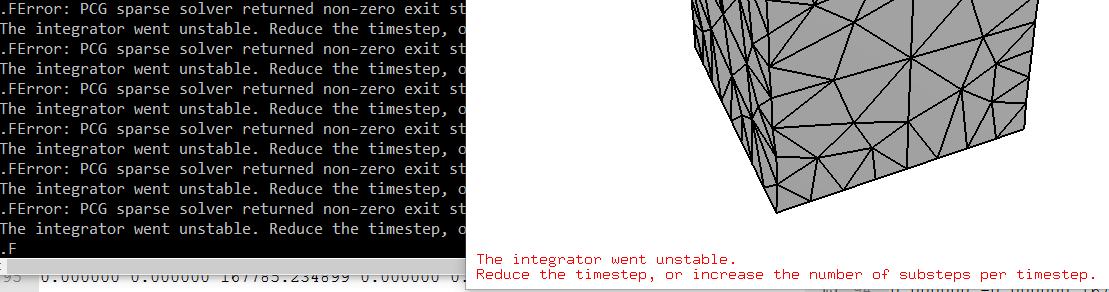 .FError: PCG sparse solver returned non-zero exit st
The integrator went unstable. Reduce the timestep, o
.FError: PCG sparse solver returned non-zero exit st
The integrator went unstable. Reduce the timestep, o
.FError: PCG sparse solver returned non-zero exit st
The integrator went unstable. Reduce the timestep, o
.FError: PCG sparse solver returned non-zero exit st
The integrator went unstable. Reduce the timestep, o
.FError: PCG sparse solver returned non-zero exit st
The integrator went unstable. Reduce the timestep, o
.FError: PCG sparse solver returned non-zero exit st
The integrator went unstable. Reduce the timestep, o
.F
The integrator went unstable.
Reduce the timestep, or increase the number of substeps per timestep.
95 0.000000 0.000000 167785.234899 0.000000 0.